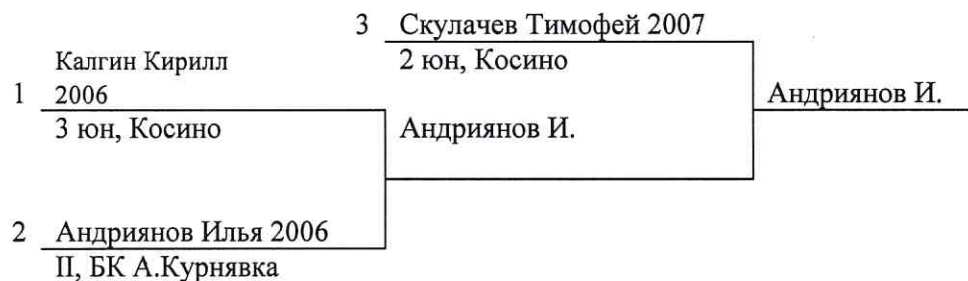 3 Скулачев Тимофей 2007
2 юн, Косино
Калгин Кирилл
1 2006
3 юн, Косино
Андриянов И.
Андриянов И.
2 Андриянов Илья 2006
II, БК А.Курнявка